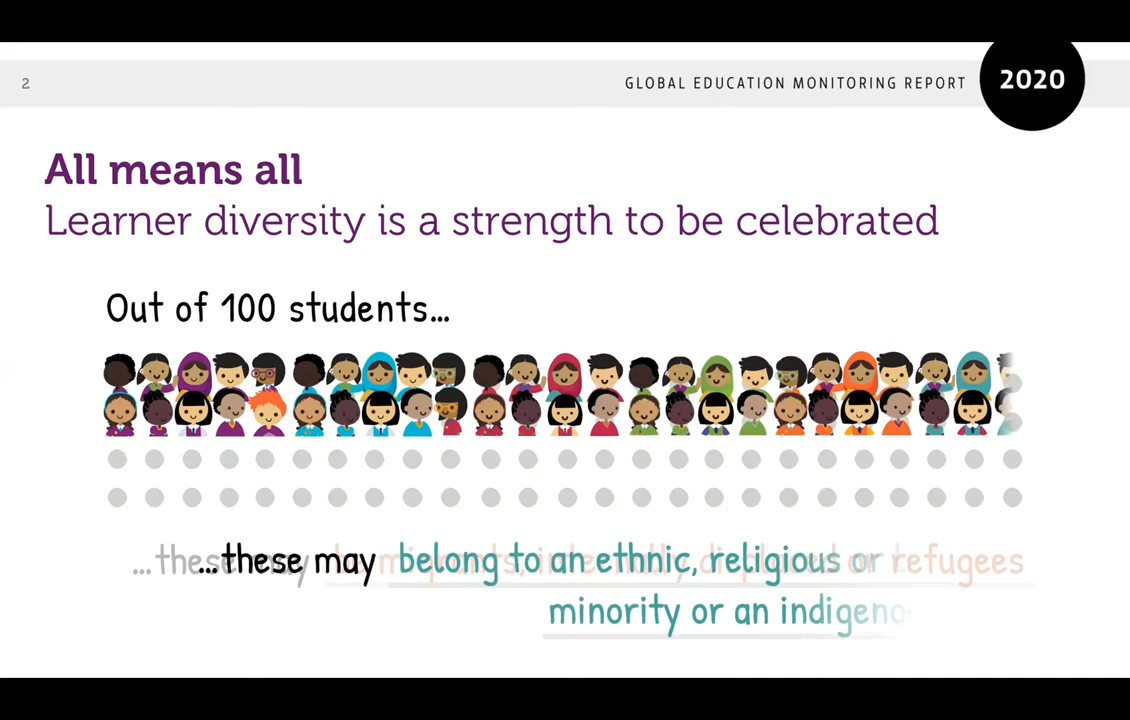 2
GLOBAL EDUCATION MONITORING REPORT
2020
All means all
Learner diversity is a strength to be celebrated
Out of 100 students...
...these may belong to an ethnic, religious or
refugees
minority or an